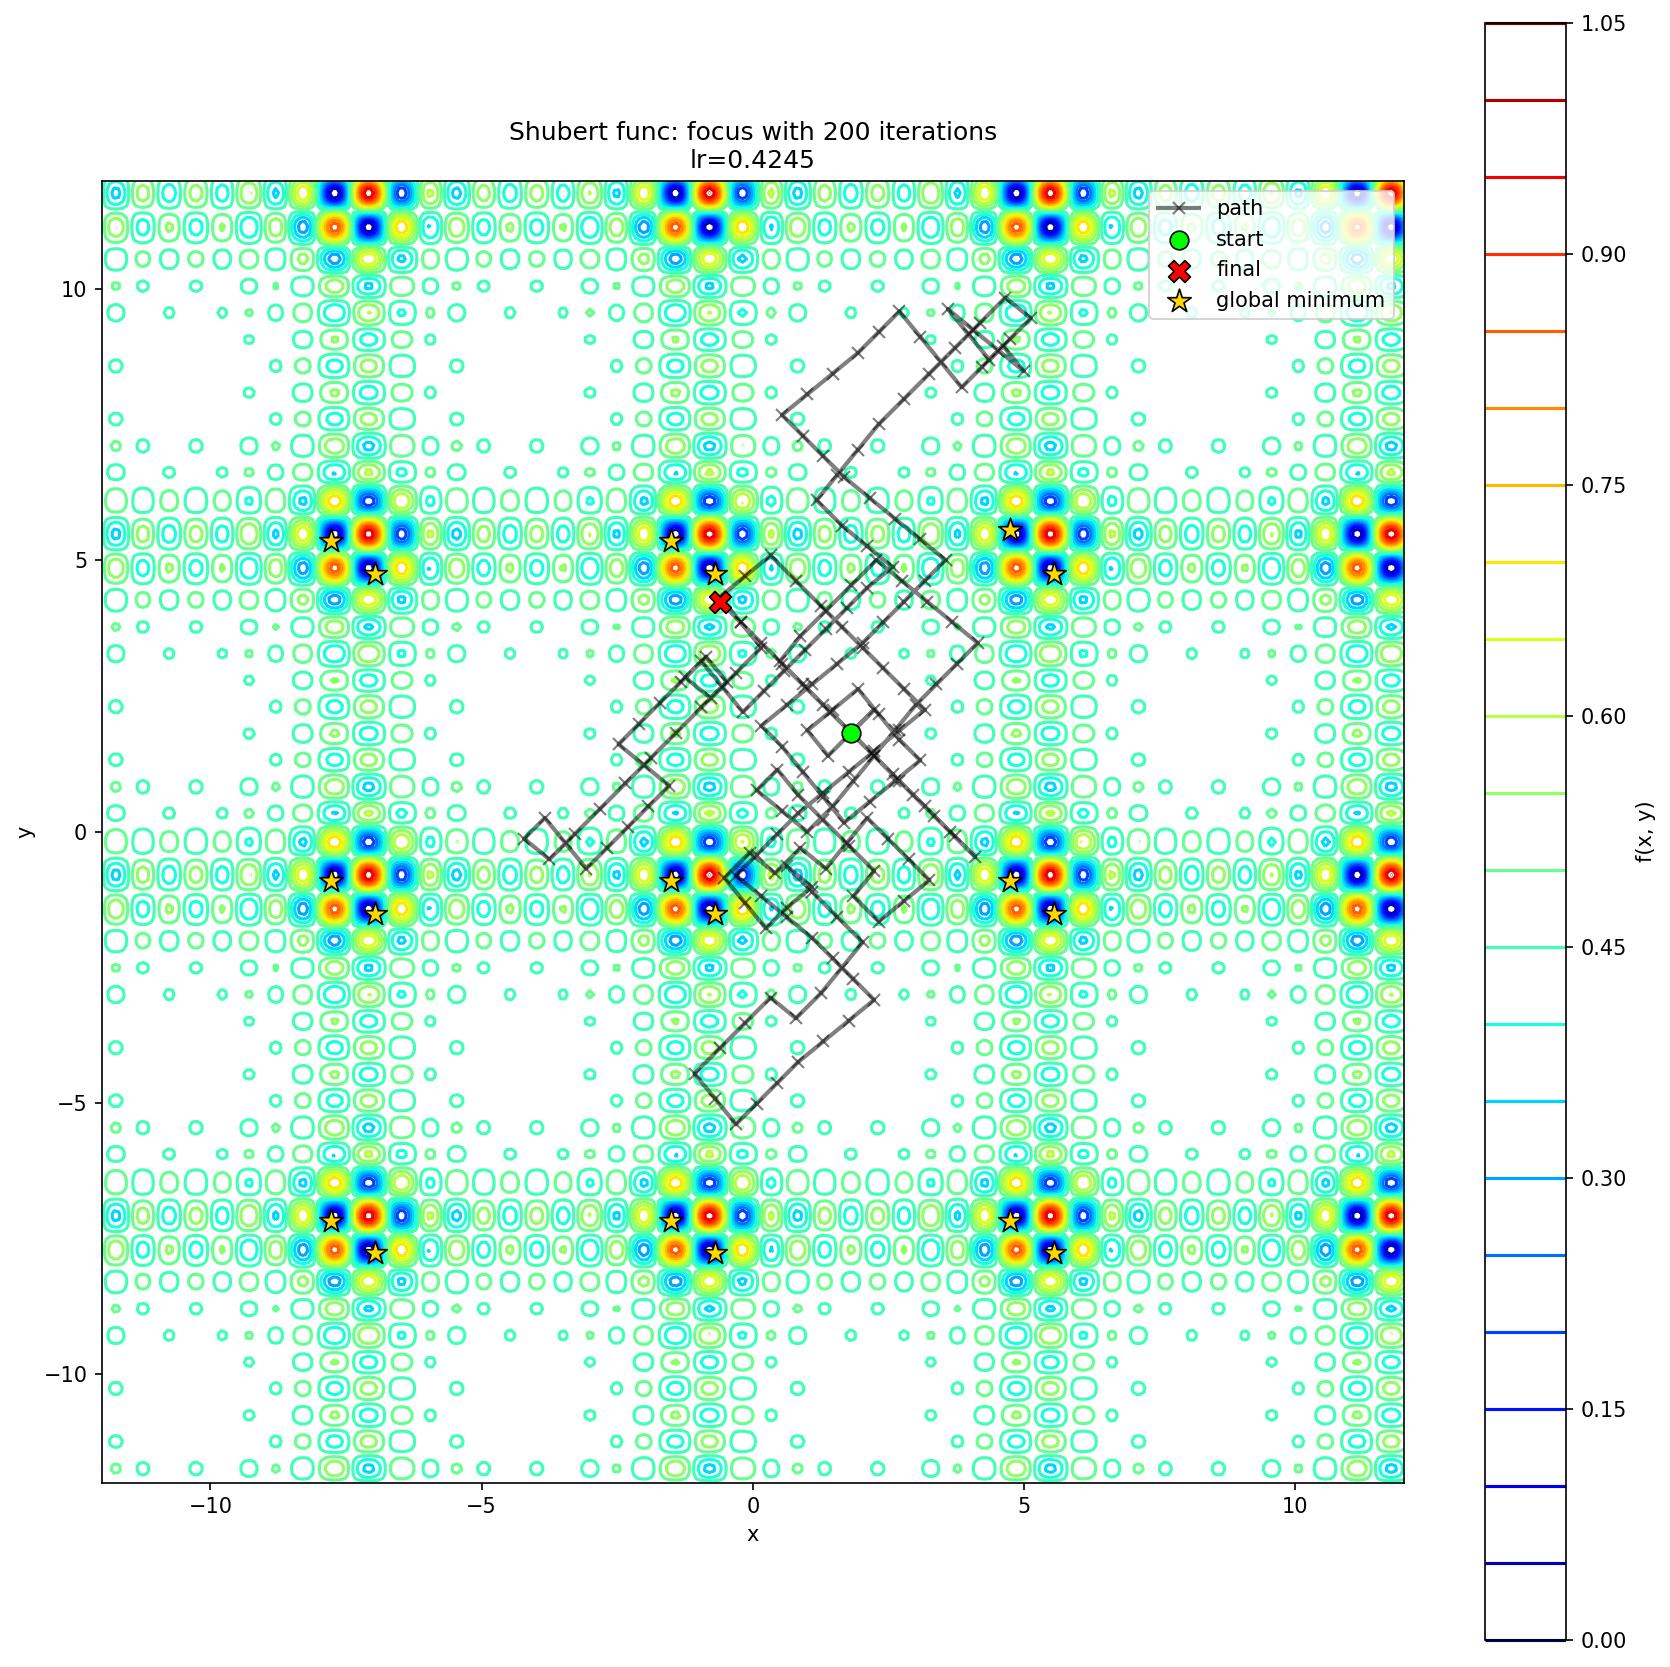 Shubert func: focus with 200 iterations
lr=0.4245
path
start
final
global minimum
10
5
0
−5
−10
y
−10
−5
0
5
10
x
1.05
0.90
0.75
0.60
0.45
0.30
0.15
0.00
f(x, y)